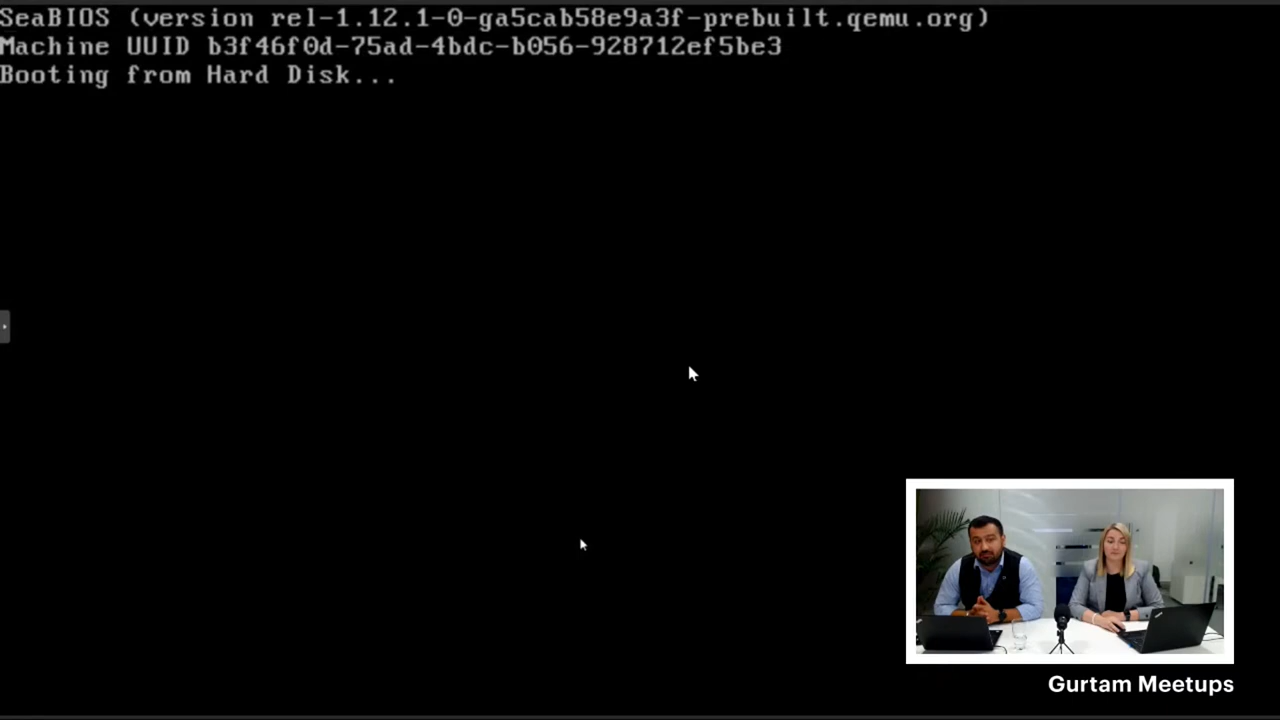 SeaBIOS (version rel-1.12.1-0-ga5cab58e9a3f-prebuilt.qemu.org)
Machine UUID b3f46f0d-75ad-4bdc-b056-928712ef5be3
Booting from Hard Disk...
Gurtam Meetups